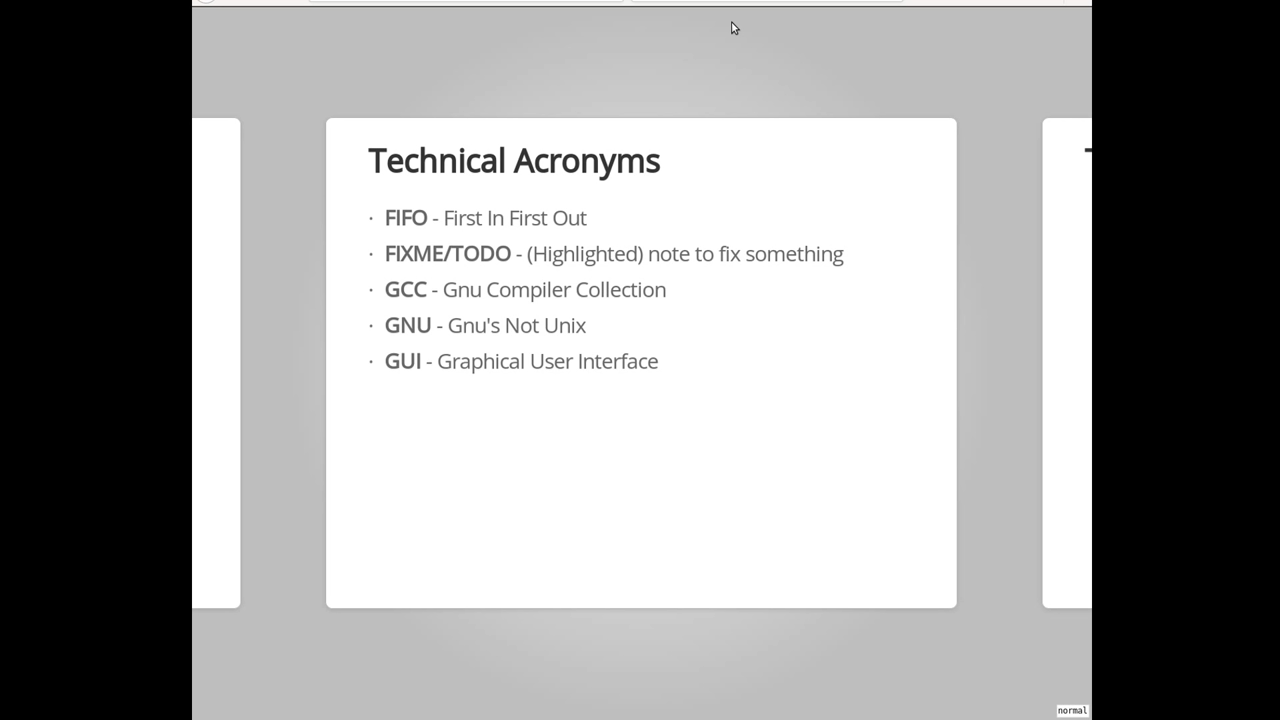 Technical Acronyms
· FIFO - First In First Out
· FIXME/TODO - (Highlighted) note to fix something
· GCC - Gnu Compiler Collection
· GNU - Gnu's Not Unix
· GUI - Graphical User Interface
normal